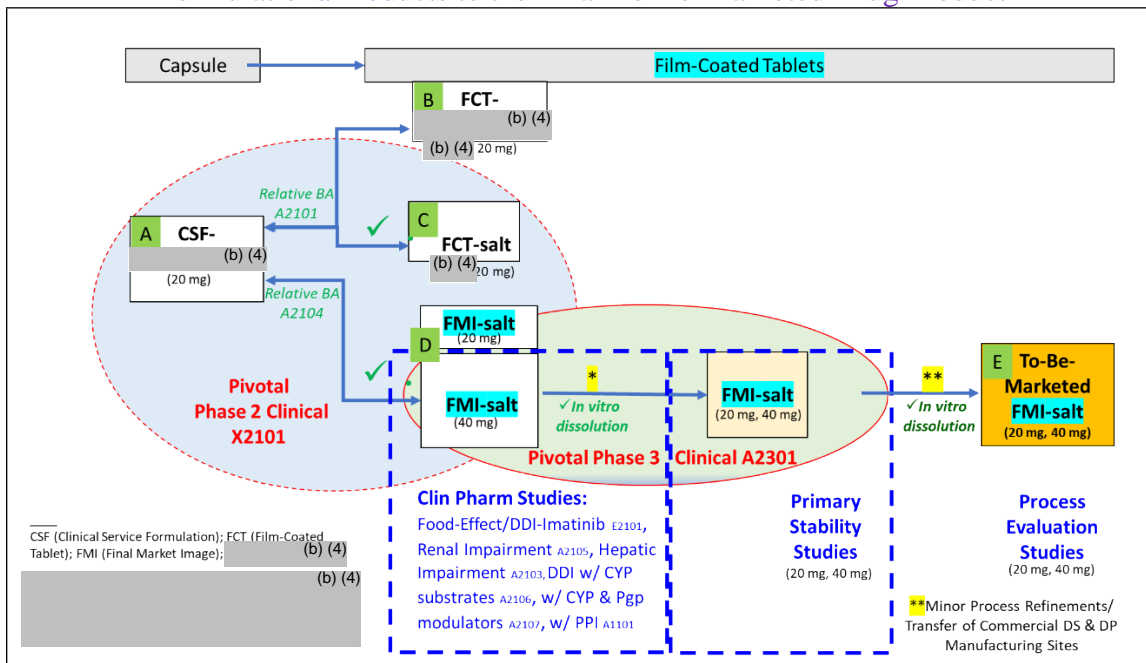 Capsule
Film-Coated Tablets
B
FCT-
(b) (4)
(b) (4)
20 mg)
Relative BA
A2101
✓
C
FCT-salt
(b) (4)
20 mg)
A
CSF-
(b) (4)
(20 mg)
Relative BA
A2104
✓
D
FMI-salt
(20 mg)
FMI-salt
(40 mg)
Pivotal
Phase 2 Clinical
X2101
*
✓In vitro
dissolution
FMI-salt
(20 mg, 40 mg)
Pivotal Phase 3 Clinical A2301
**
✓In vitro
dissolution
E
To-Be-
Marketed
FMI-salt
(20 mg, 40 mg)
Clin Pharm Studies:
Food-Effect/DDI-Imatinib E2101,
Renal Impairment A2105, Hepatic
Impairment A2103, DDI w/ CYP
substrates A2106, w/ CYP & Pgp
modulators A2107, w/ PPI A1101
Primary
Stability
Studies
(20 mg, 40 mg)
Process
Evaluation
Studies
(20 mg, 40 mg)
CSF (Clinical Service Formulation); FCT (Film-Coated
Tablet); FMI (Final Market Image);
(b) (4)
(b) (4)
**Minor Process Refinements/
Transfer of Commercial DS & DP
Manufacturing Sites